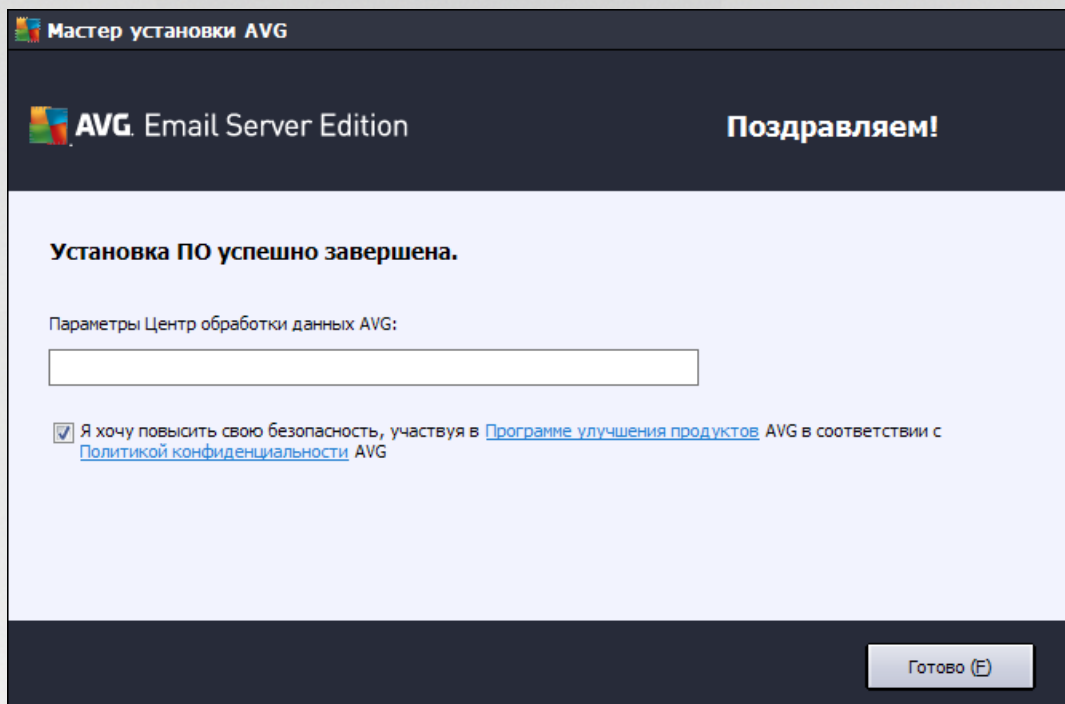 Мастер установки AVG
AVG. Email Server Edition
Поздравляем!
Установка ПО успешно завершена.
Параметры Центр обработки данных AVG:
Я хочу повысить свою безопасность, участвуя в Программе улучшения продуктов AVG в соответствии с
Политикой конфиденциальности AVG
Готово (F)